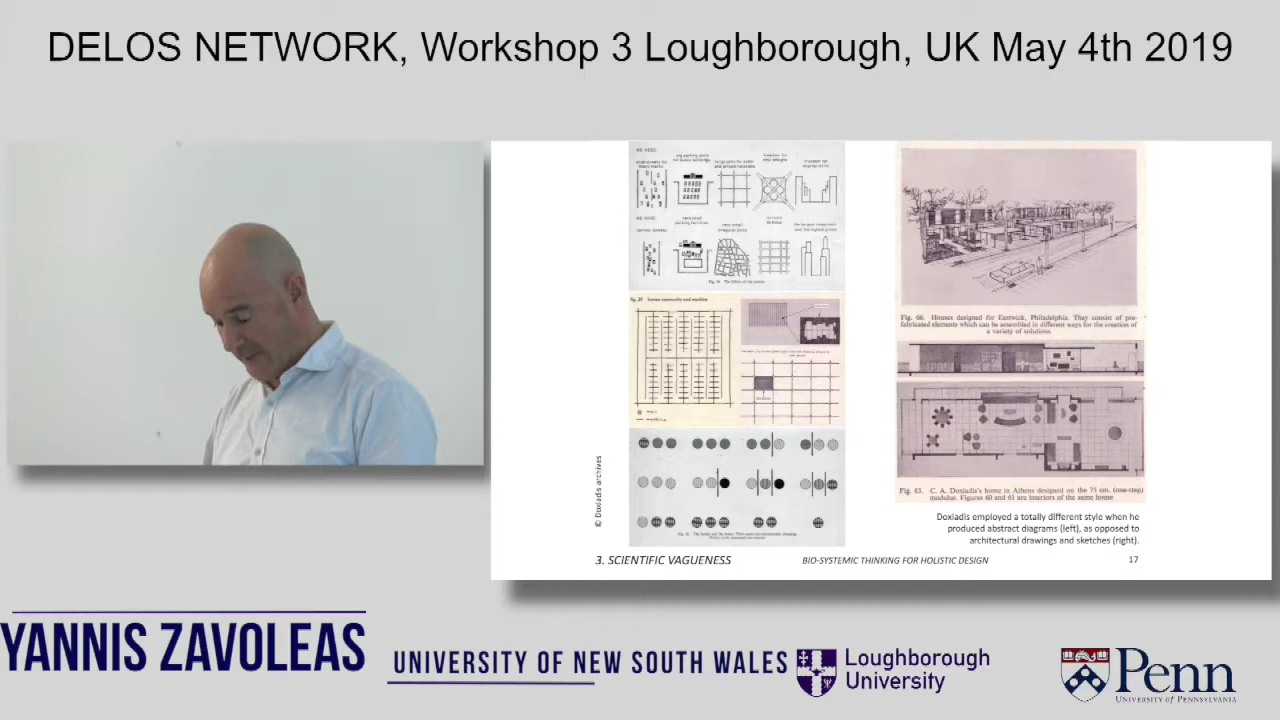 DELOS NETWORK, Workshop 3 Loughborough, UK May 4th 2019
WE NEED:
Fig. 66. Houses designed for Eastwick, Philadelphia. They consist of pre-
fabricated elements which can be assembled in different ways for the creation of
a variety of solutions
Fig. 63. C. A. Doxiadis's home in Athens designed on the 75 cm. (one-step)
modulus. Figures 60 and 61 are interiors of the same home
© Doxiadis archives
Doxiadis employed a totally different style when he
produced abstract diagrams (left), as opposed to
architectural drawings and sketches (right).
3. SCIENTIFIC VAGUENESS
BIO-SYSTEMIC THINKING FOR HOLISTIC DESIGN
17
YANNIS ZAVOLEAS
UNIVERSITY OF NEW SOUTH WALES
Loughborough
University
Penn
UNIVERSITY OF PENNSYLVANIA